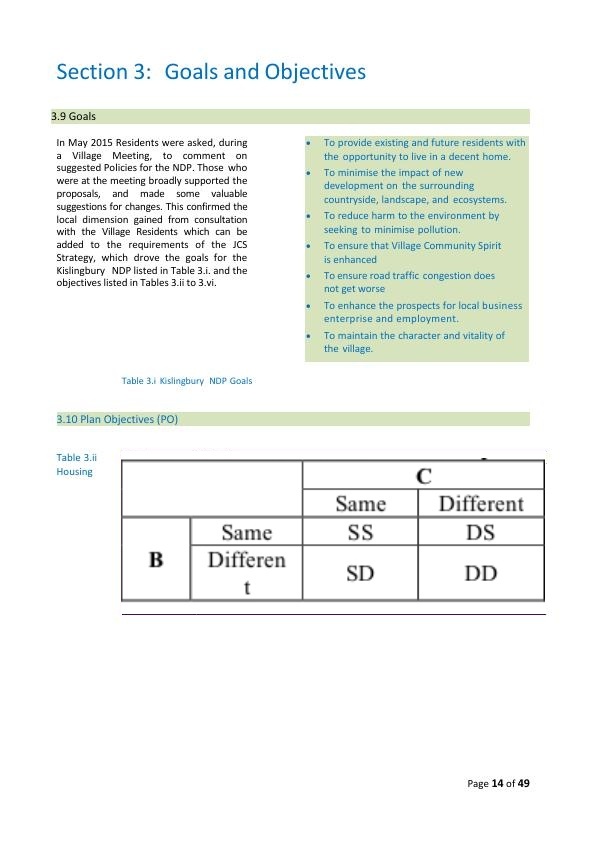 Section 3: Goals and Objectives
3.9 Goals
In May 2015 Residents were asked, during
a Village Meeting, to comment on
suggested Policies for the NDP. Those who
were at the meeting broadly supported the
proposals, and made some valuable
suggestions for changes. This confirmed the
local dimension gained from consultation
with the Village Residents which can be
added to the requirements of the JCS
Strategy, which drove the goals for the
Kislingbury NDP listed in Table 3.i. and the
objectives listed in Tables 3.ii to 3.vi.
• To provide existing and future residents with
the opportunity to live in a decent home.
• To minimise the impact of new
development on the surrounding
countryside, landscape, and ecosystems.
• To reduce harm to the environment by
seeking to minimise pollution.
• To ensure that Village Community Spirit
is enhanced
• To ensure road traffic congestion does
not get worse
• To enhance the prospects for local business
enterprise and employment.
• To maintain the character and vitality of
the village.
Table 3.i Kislingbury NDP Goals
3.10 Plan Objectives (PO)
Table 3.ii
Housing
C
Same Different
B Same SS DS
Differen
t SD DD
Page 14 of 49